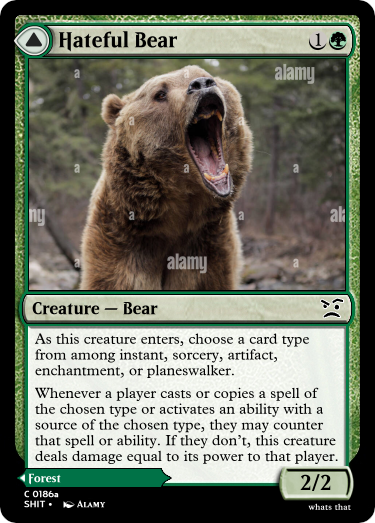 Hateful Bear
1
alamy
a
a
a
a
a
a
my
alamy
al
Creature — Bear
As this creature enters, choose a card type
from among instant, sorcery, artifact,
enchantment, or planeswalker.
Whenever a player casts or copies a spell of
the chosen type or activates an ability with a
source of the chosen type, they may counter
that spell or ability. If they don't, this creature
deals damage equal to its power to that player.
Forest
2/2
C 0186a
SHIT • Alamy
whats that